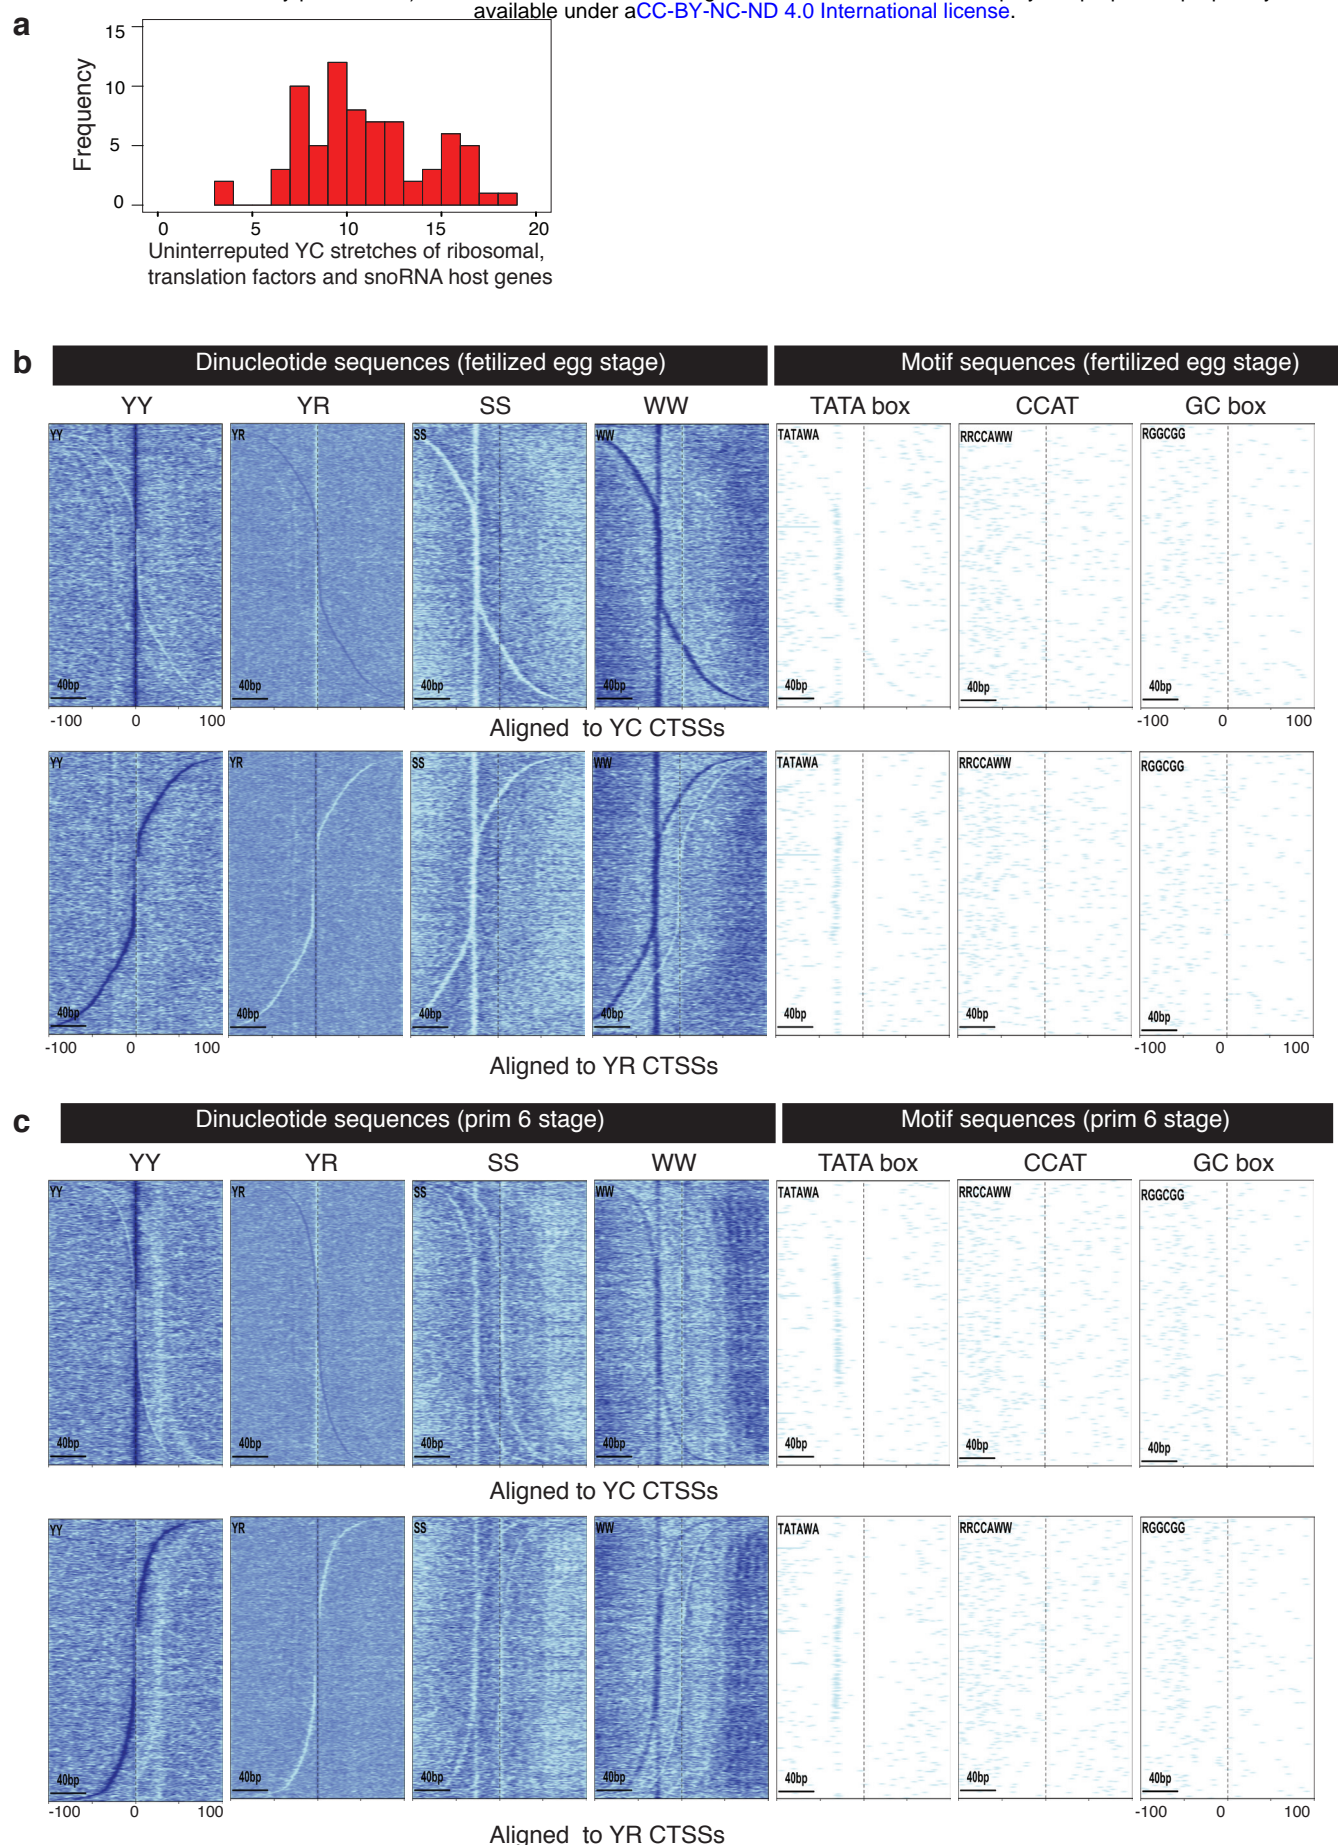 available under aCC-BY-NC-ND 4.0 International license.
a
15
10
5
0
Frequency
0 5 10 15 20
Uninterreputed YC stretches of ribosomal,
translation factors and snoRNA host genes
b
Dinucleotide sequences (fetilized egg stage) Motif sequences (fertilized egg stage)
YY YR SS WW TATA box CCAT GC box
YY YR SS WW TATAWA RRCCAWW RGGCGG
40bp 40bp 40bp 40bp 40bp 40bp 40bp
-100 0 100 -100 0 100
Aligned to YC CTSSs
YY YR SS WW TATAWA RRCCAWW RGGCGG
40bp 40bp 40bp 40bp 40bp 40bp 40bp
-100 0 100 -100 0 100
Aligned to YR CTSSs
c
Dinucleotide sequences (prim 6 stage) Motif sequences (prim 6 stage)
YY YR SS WW TATA box CCAT GC box
YY YR SS WW TATAWA RRCCAWW RGGCGG
40bp 40bp 40bp 40bp 40bp 40bp 40bp
Aligned to YC CTSSs
YY YR SS WW TATAWA RRCCAWW RGGCGG
40bp 40bp 40bp 40bp 40bp 40bp 40bp
-100 0 100 -100 0 100
Aligned to YR CTSSs